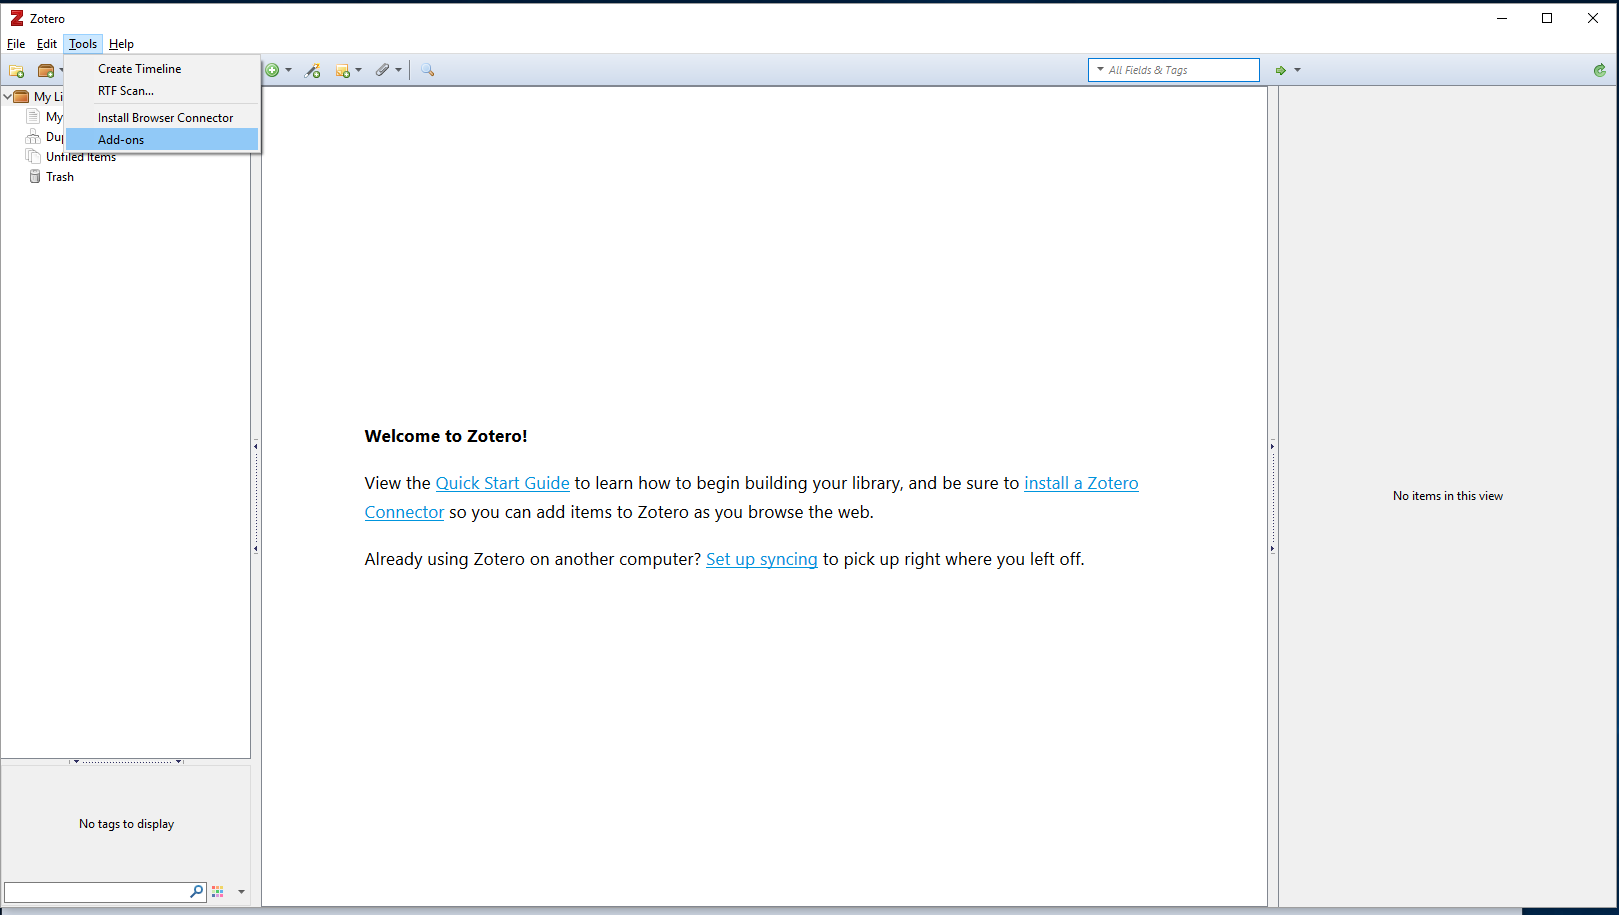 Zotero
File Edit Tools Help
Create Timeline
RTF Scan...
Install Browser Connector
Add-ons
All Fields & Tags
My Li
My
Dup
Unfiled Items
Trash
Welcome to Zotero!
View the Quick Start Guide to learn how to begin building your library, and be sure to install a Zotero
Connector so you can add items to Zotero as you browse the web.
Already using Zotero on another computer? Set up syncing to pick up right where you left off.
No items in this view
No tags to display